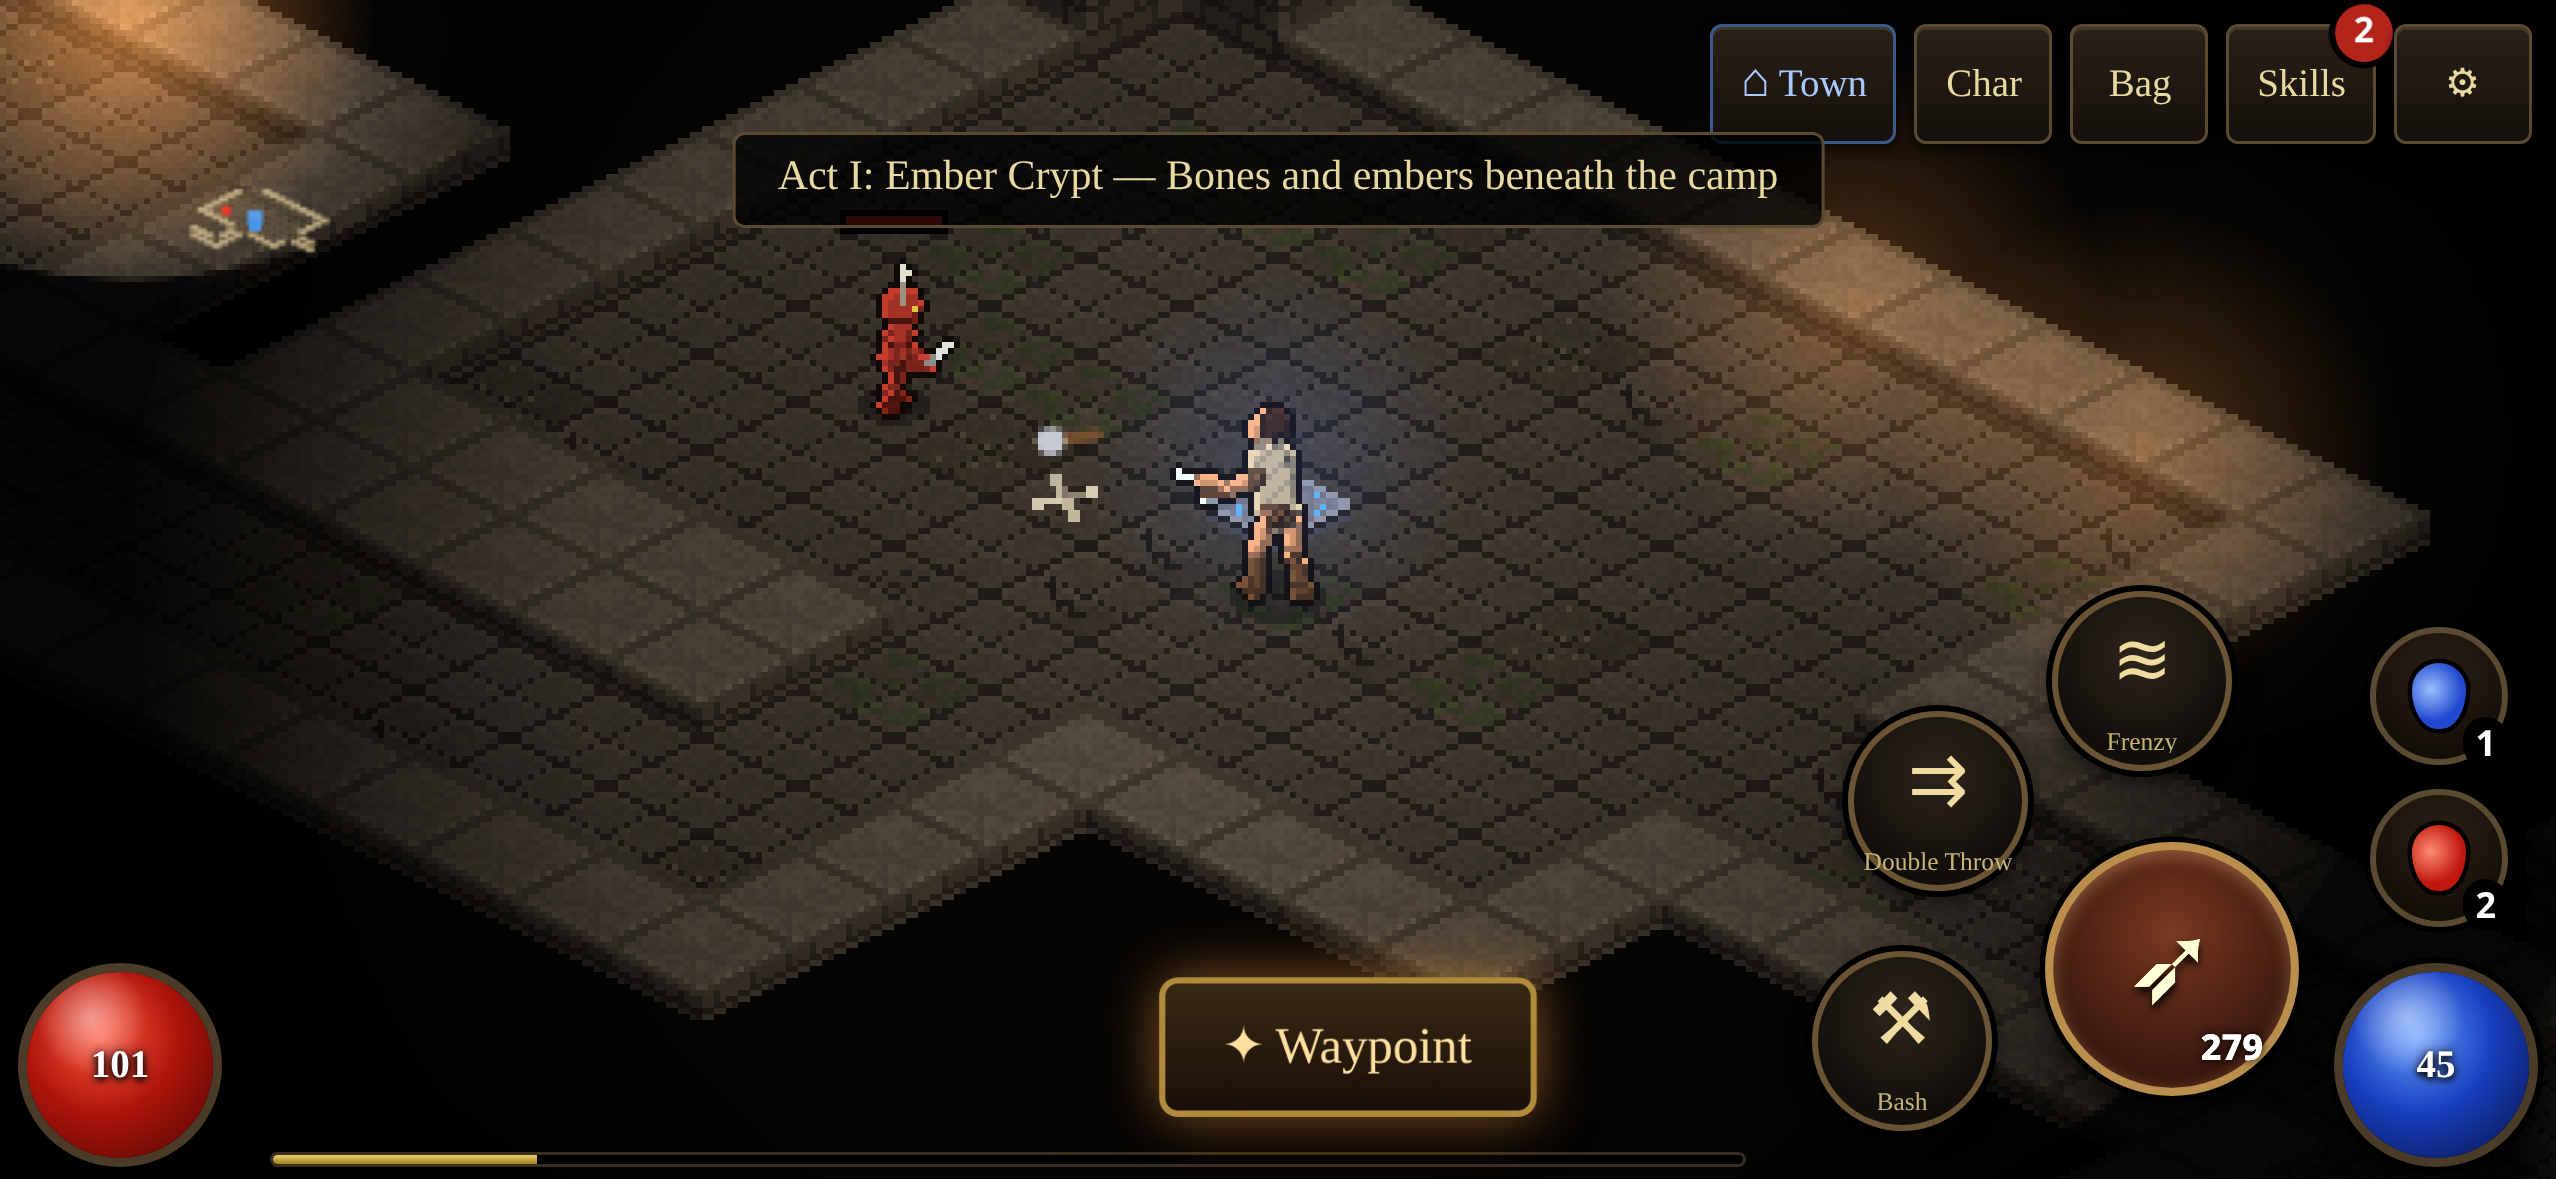 2
⌂ Town
Char
Bag
Skills
⚙
Act I: Ember Crypt — Bones and embers beneath the camp
Frenzy
1
Double Throw
2
✦ Waypoint
279
101
45
Bash